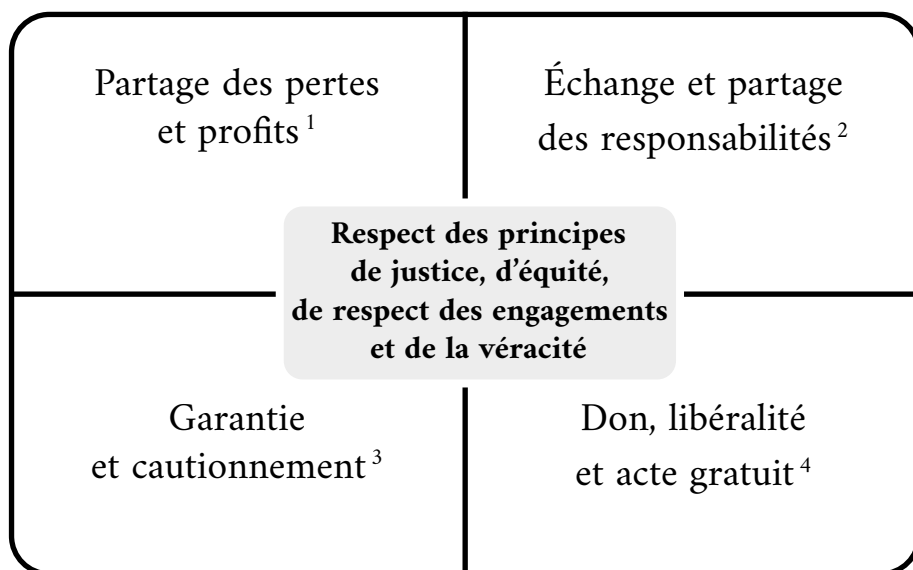 Partage des pertes
et profits 1
Échange et partage
des responsabilités 2
Respect des principes
de justice, d'équité,
de respect des engagements
et de la véracité
Garantie
et cautionnement 3
Don, libéralité
et acte gratuit 4